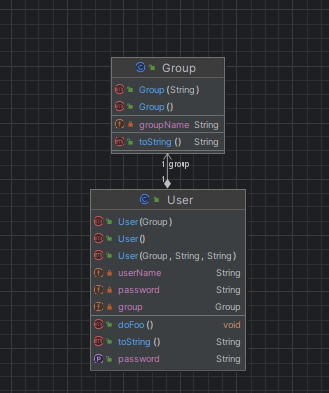 Group
Group(String)
Group()
groupName String
toString() String
1 group
1
User
User(Group)
User()
User(Group, String, String)
userName String
password String
group Group
doFoo() void
toString() String
password String